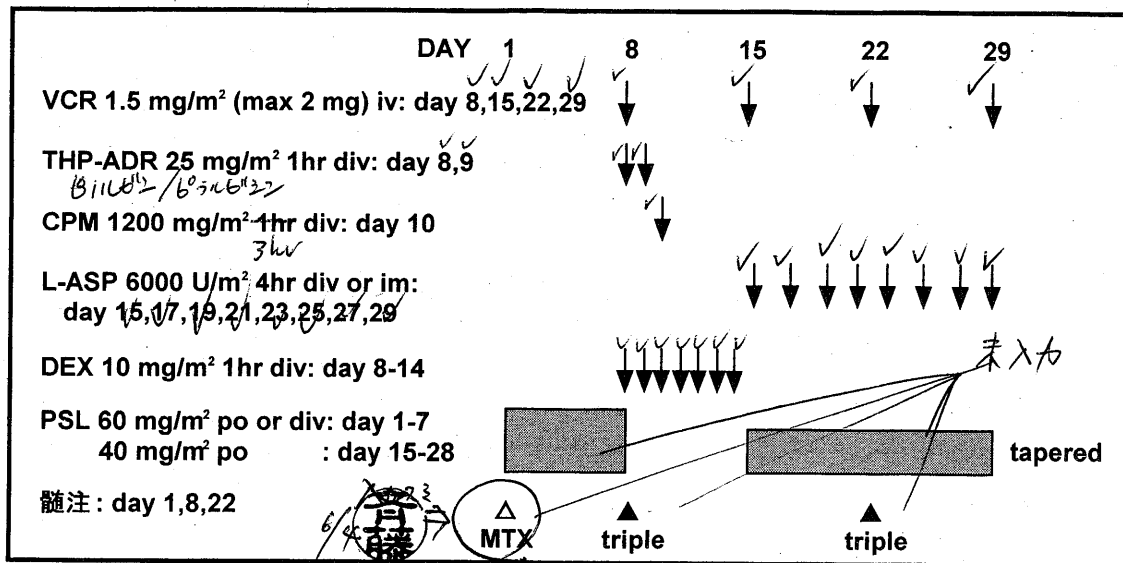 DAY 1 8 15 22 29
VCR 1.5 mg/m² (max 2 mg) iv: day 8,15,22,29
THP-ADR 25 mg/m² 1hr div: day 8,9
CPM 1200 mg/m² 1hr div: day 10
3hr
L-ASP 6000 U/m² 4hr div or im:
day 15,17,19,21,23,25,27,29
DEX 10 mg/m² 1hr div: day 8-14
未入力
PSL 60 mg/m² po or div: day 1-7
40 mg/m² po : day 15-28
tapered
髄注: day 1,8,22
6/4
MTX triple triple